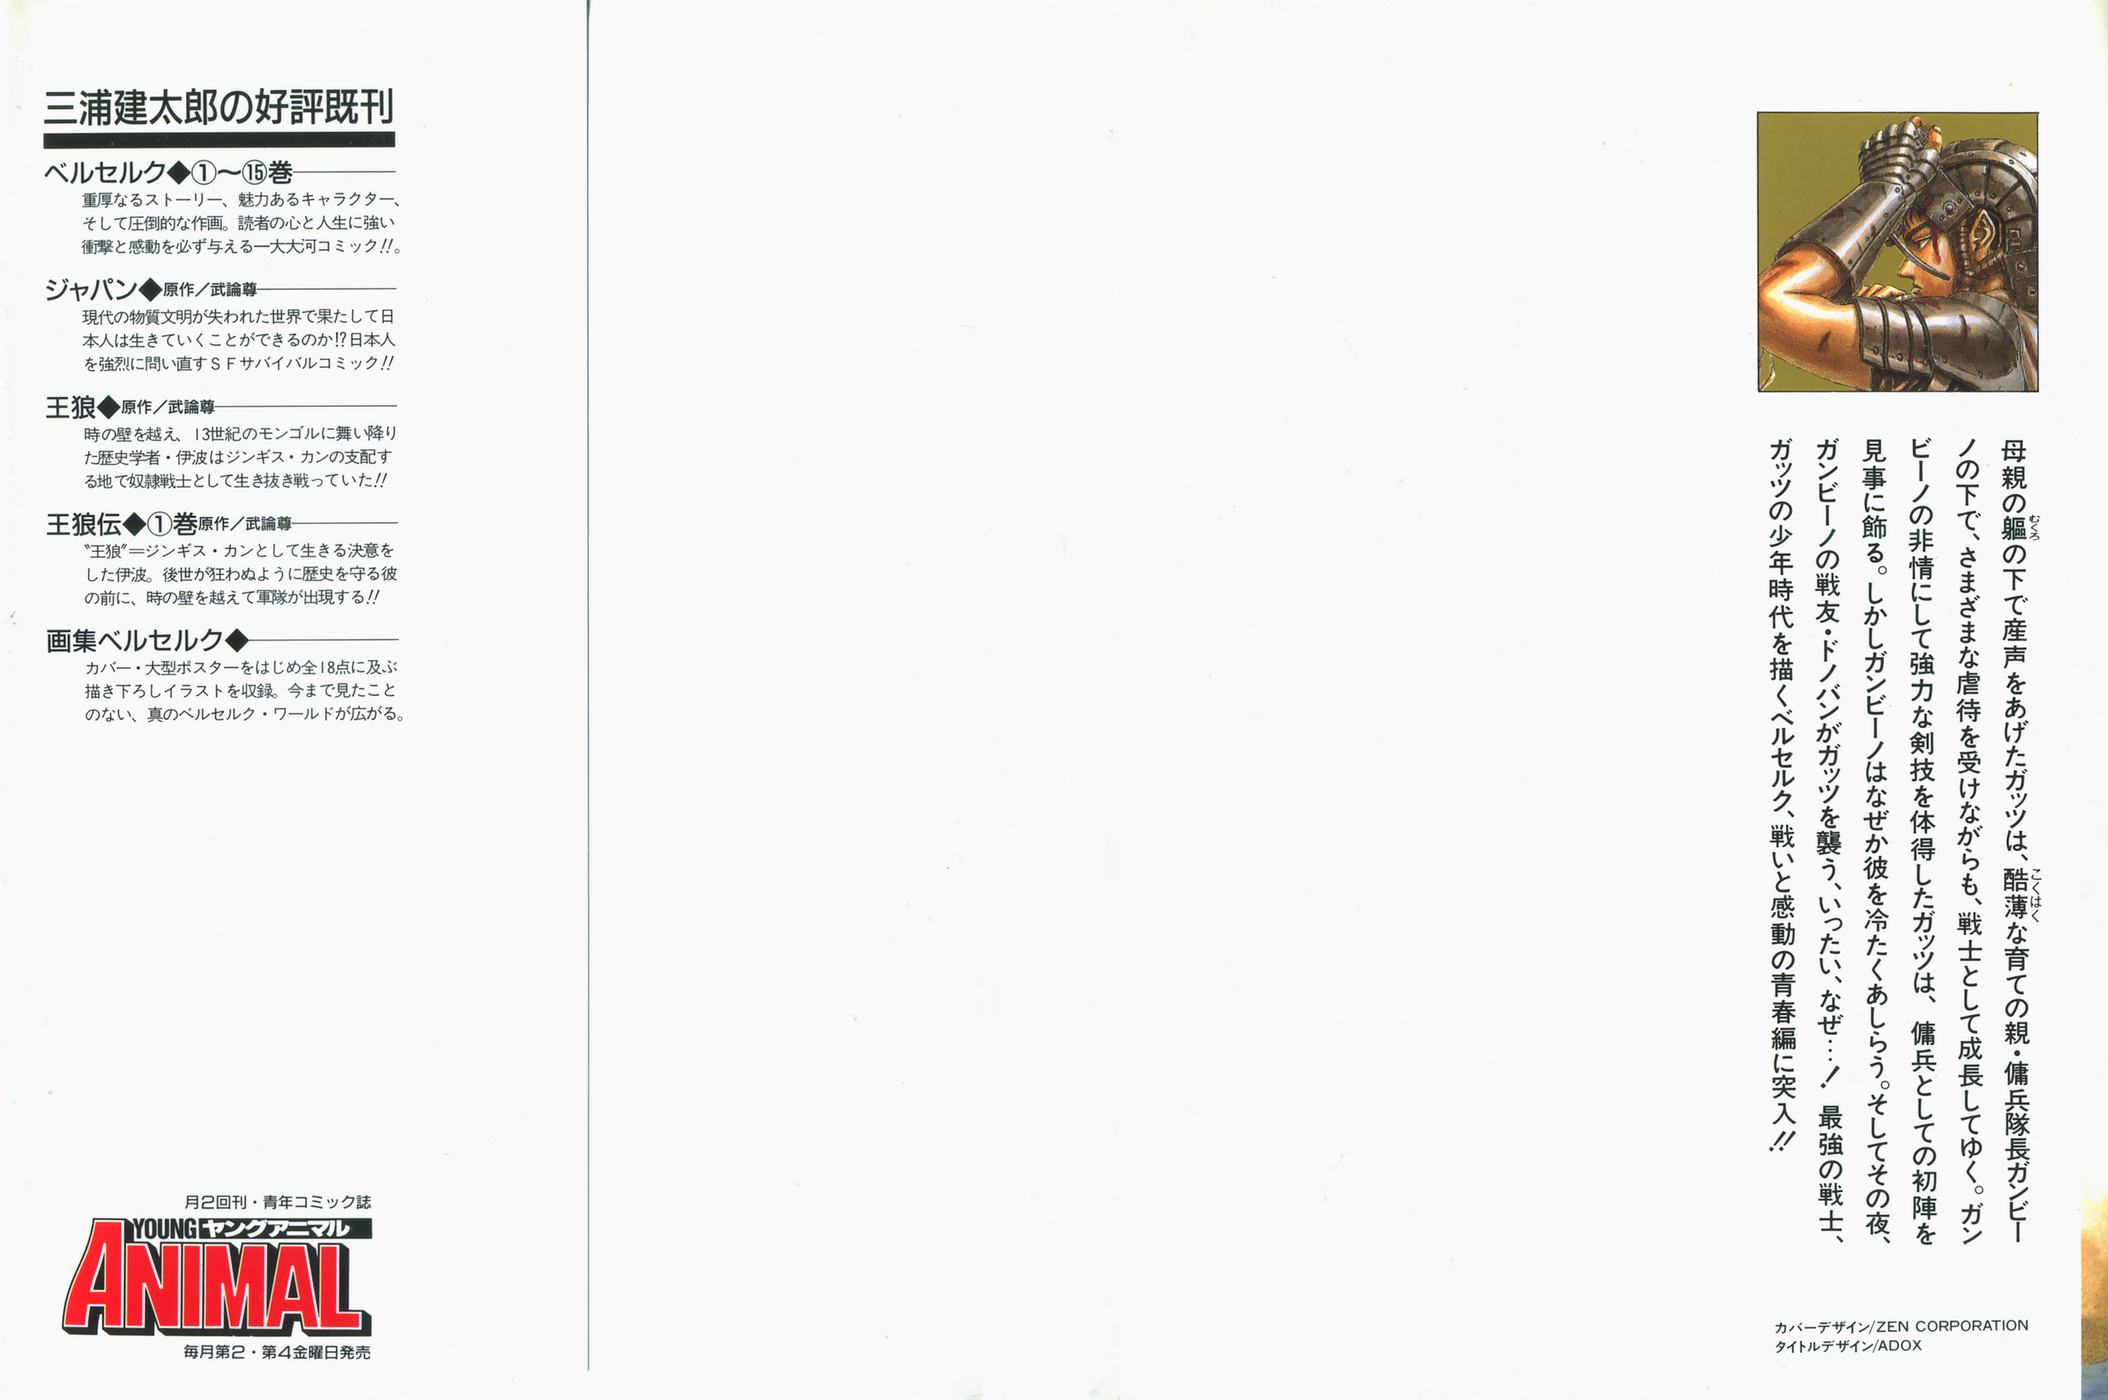 三浦建太郎の好評既刊
ベルセルク◆①〜⑮巻
重厚なるストーリー、魅力あるキャラクター、
そして圧倒的な作画。読者の心と人生に強い
衝撃と感動を必ず与える一大大河コミック!!。
ジャパン◆原作／武論尊
現代の物質文明が失われた世界で果たして日
本人は生きていくことができるのか!?日本人
を強烈に問い直すＳＦサバイバルコミック!!
王狼◆原作／武論尊
時の壁を越え、13世紀のモンゴルに舞い降り
た歴史学者・伊波はジンギス・カンの支配す
る地で奴隷戦士として生き抜き戦っていた!!
王狼伝◆①巻原作／武論尊
〝王狼〟＝ジンギス・カンとして生きる決意を
した伊波。後世が狂わぬように歴史を守る彼
の前に、時の壁を越えて軍隊が出現する!!
画集ベルセルク◆
カバー・大型ポスターをはじめ全18点に及ぶ
描き下ろしイラストを収録。今まで見たこと
のない、真のベルセルク・ワールドが広がる。
月2回刊・青年コミック誌
YOUNG ヤングアニマル
ANIMAL
毎月第2・第4金曜日発売
母親の軀の下で産声をあげたガッツは、酷薄な育ての親・傭兵隊長ガンビー
むくろ
こくはく
ノの下で、さまざまな虐待を受けながらも、戦士として成長してゆく。ガン
ビーノの非情にして強力な剣技を体得したガッツは、傭兵としての初陣を
見事に飾る。しかしガンビーノはなぜか彼を冷たくあしらう。そしてその夜、
ガンビーノの戦友・ドノバンがガッツを襲う、いったい、なぜ…！ 最強の戦士、
ガッツの少年時代を描くベルセルク、戦いと感動の青春編に突入!!
カバーデザイン/ZEN CORPORATION
タイトルデザイン/ADOX